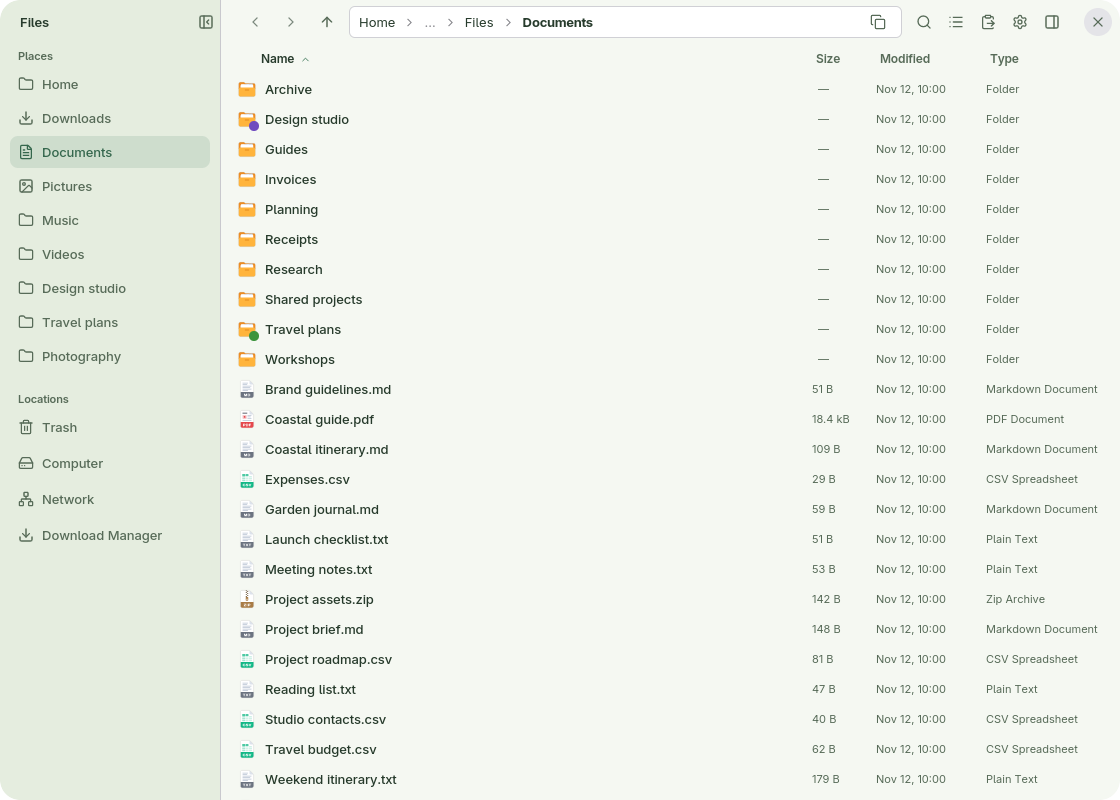 Files
Home … Files Documents
Places
Home
Downloads
Documents
Pictures
Music
Videos
Design studio
Travel plans
Photography
Locations
Trash
Computer
Network
Download Manager
Name Size Modified Type
Archive — Nov 12, 10:00 Folder
Design studio — Nov 12, 10:00 Folder
Guides — Nov 12, 10:00 Folder
Invoices — Nov 12, 10:00 Folder
Planning — Nov 12, 10:00 Folder
Receipts — Nov 12, 10:00 Folder
Research — Nov 12, 10:00 Folder
Shared projects — Nov 12, 10:00 Folder
Travel plans — Nov 12, 10:00 Folder
Workshops — Nov 12, 10:00 Folder
Brand guidelines.md 51 B Nov 12, 10:00 Markdown Document
Coastal guide.pdf 18.4 kB Nov 12, 10:00 PDF Document
Coastal itinerary.md 109 B Nov 12, 10:00 Markdown Document
Expenses.csv 29 B Nov 12, 10:00 CSV Spreadsheet
Garden journal.md 59 B Nov 12, 10:00 Markdown Document
Launch checklist.txt 51 B Nov 12, 10:00 Plain Text
Meeting notes.txt 53 B Nov 12, 10:00 Plain Text
Project assets.zip 142 B Nov 12, 10:00 Zip Archive
Project brief.md 148 B Nov 12, 10:00 Markdown Document
Project roadmap.csv 81 B Nov 12, 10:00 CSV Spreadsheet
Reading list.txt 47 B Nov 12, 10:00 Plain Text
Studio contacts.csv 40 B Nov 12, 10:00 CSV Spreadsheet
Travel budget.csv 62 B Nov 12, 10:00 CSV Spreadsheet
Weekend itinerary.txt 179 B Nov 12, 10:00 Plain Text